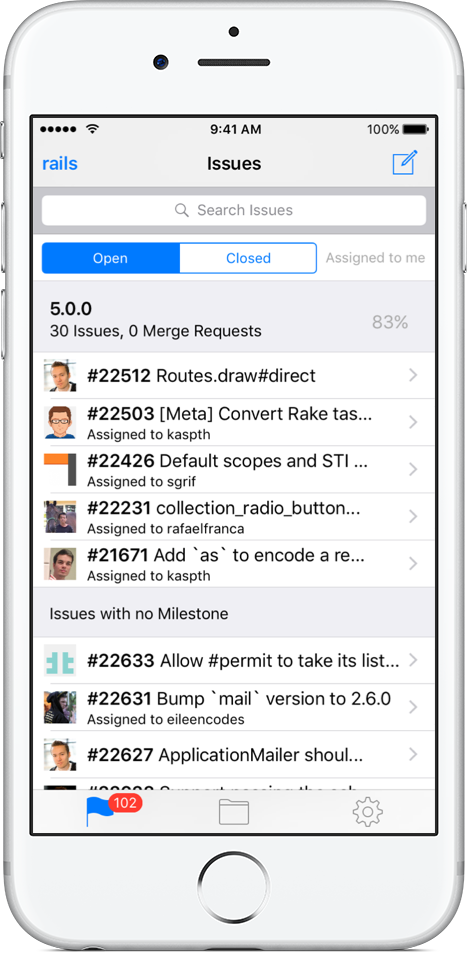 9:41 AM
100%
rails
Issues
Search Issues
Open
Closed
Assigned to me
5.0.0
30 Issues, 0 Merge Requests
83%
#22512 Routes.draw#direct
#22503 [Meta] Convert Rake tas...
Assigned to kaspth
#22426 Default scopes and STI ...
Assigned to sgrif
#22231 collection_radio_button...
Assigned to rafaelfranca
#21671 Add `as` to encode a re...
Assigned to kaspth
Issues with no Milestone
#22633 Allow #permit to take its list...
#22631 Bump `mail` version to 2.6.0
Assigned to eileencodes
#22627 ApplicationMailer shoul...
102